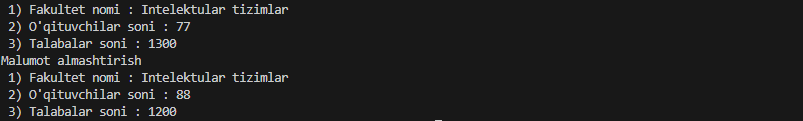 1) Fakultet nomi : Intelektular tizimlar
2) O'qituvchilar soni : 77
3) Talabalar soni : 1300
Malumot almashtirish
1) Fakultet nomi : Intelektular tizimlar
2) O'qituvchilar soni : 88
3) Talabalar soni : 1200